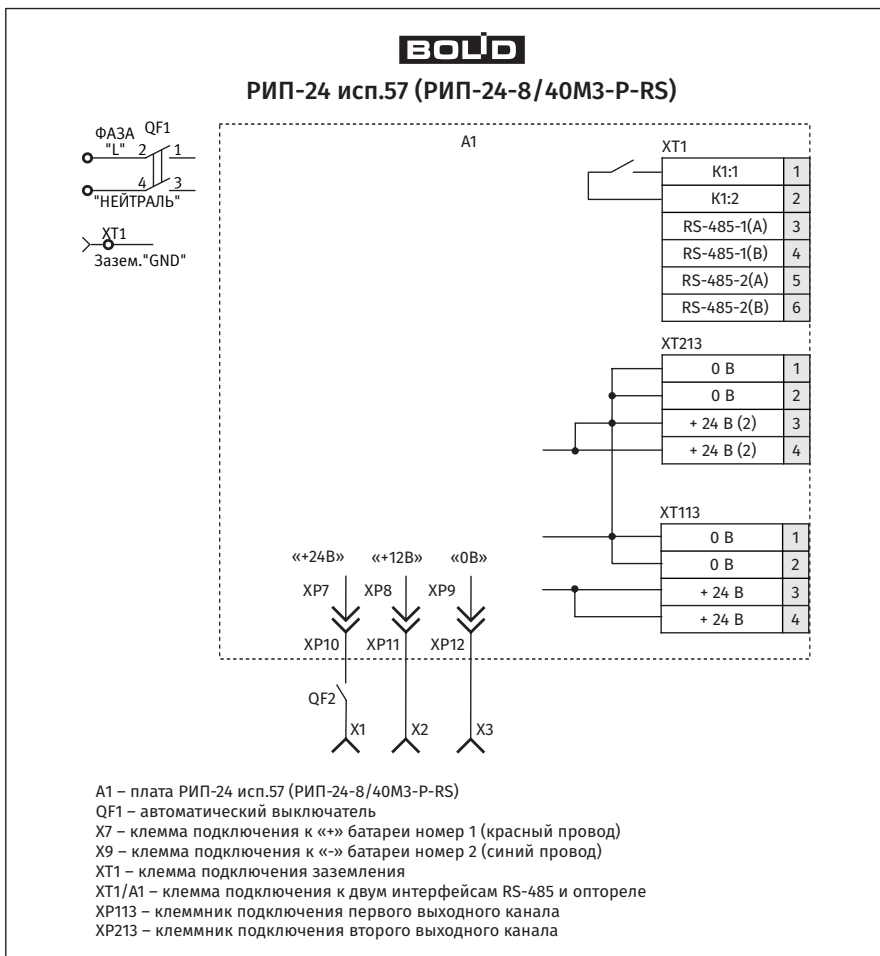 BOLID
РИП-24 исп.57 (РИП-24-8/40М3-Р-RS)
ФАЗА QF1
"L" 2 1
4 3
"НЕЙТРАЛЬ"
XT1
Зазем."GND"
A1
XT1
K1:1 1
K1:2 2
RS-485-1(A) 3
RS-485-1(B) 4
RS-485-2(A) 5
RS-485-2(B) 6
XT213
0 В 1
0 В 2
+ 24 В (2) 3
+ 24 В (2) 4
XT113
0 В 1
0 В 2
+ 24 В 3
+ 24 В 4
«+24В» «+12В» «0В»
XP7 XP8 XP9
XP10 XP11 XP12
QF2
X1 X2 X3
А1 – плата РИП-24 исп.57 (РИП-24-8/40М3-Р-RS)
QF1 – автоматический выключатель
X7 – клемма подключения к «+» батареи номер 1 (красный провод)
X9 – клемма подключения к «-» батареи номер 2 (синий провод)
XT1 – клемма подключения заземления
XT1/A1 – клемма подключения к двум интерфейсам RS-485 и оптореле
XP113 – клеммник подключения первого выходного канала
XP213 – клеммник подключения второго выходного канала